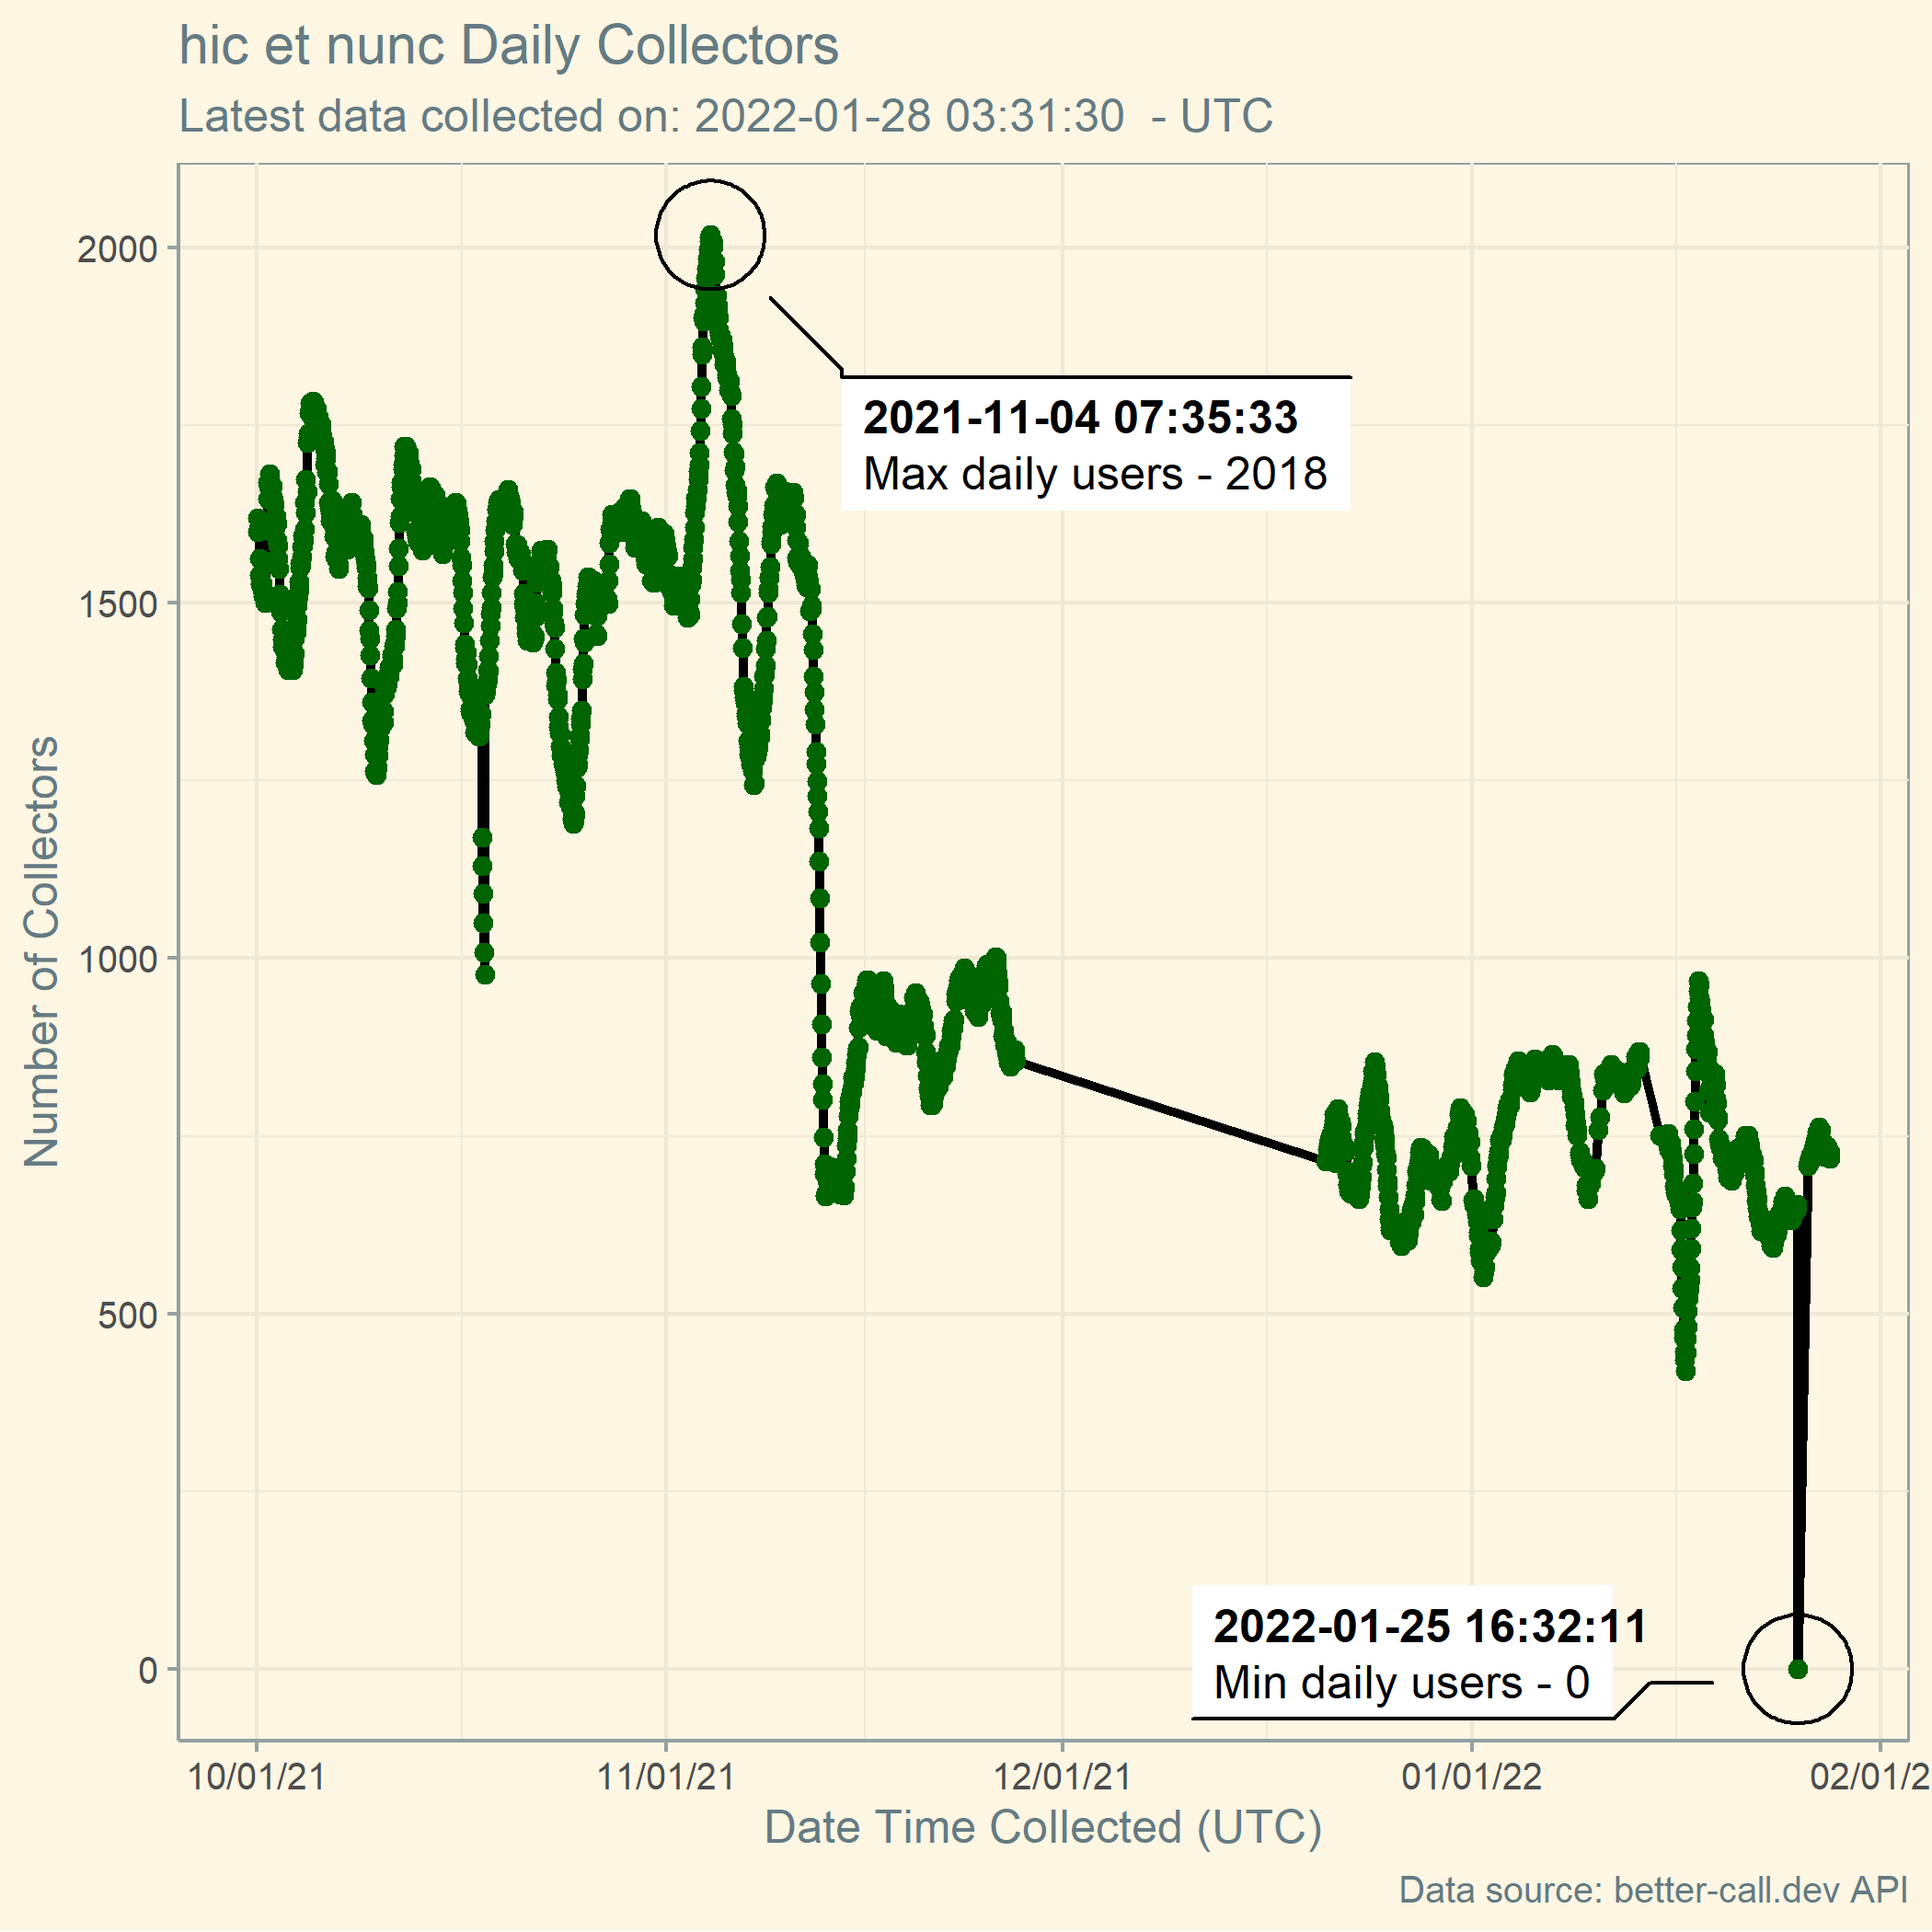 hic et nunc Daily Collectors
Latest data collected on: 2022-01-28 03:31:30  - UTC
2000
1500
1000
500
0
Number of Collectors
2021-11-04 07:35:33
Max daily users - 2018
2022-01-25 16:32:11
Min daily users - 0
10/01/21 11/01/21 12/01/21 01/01/22 02/01/2
Date Time Collected (UTC)
Data source: better-call.dev API